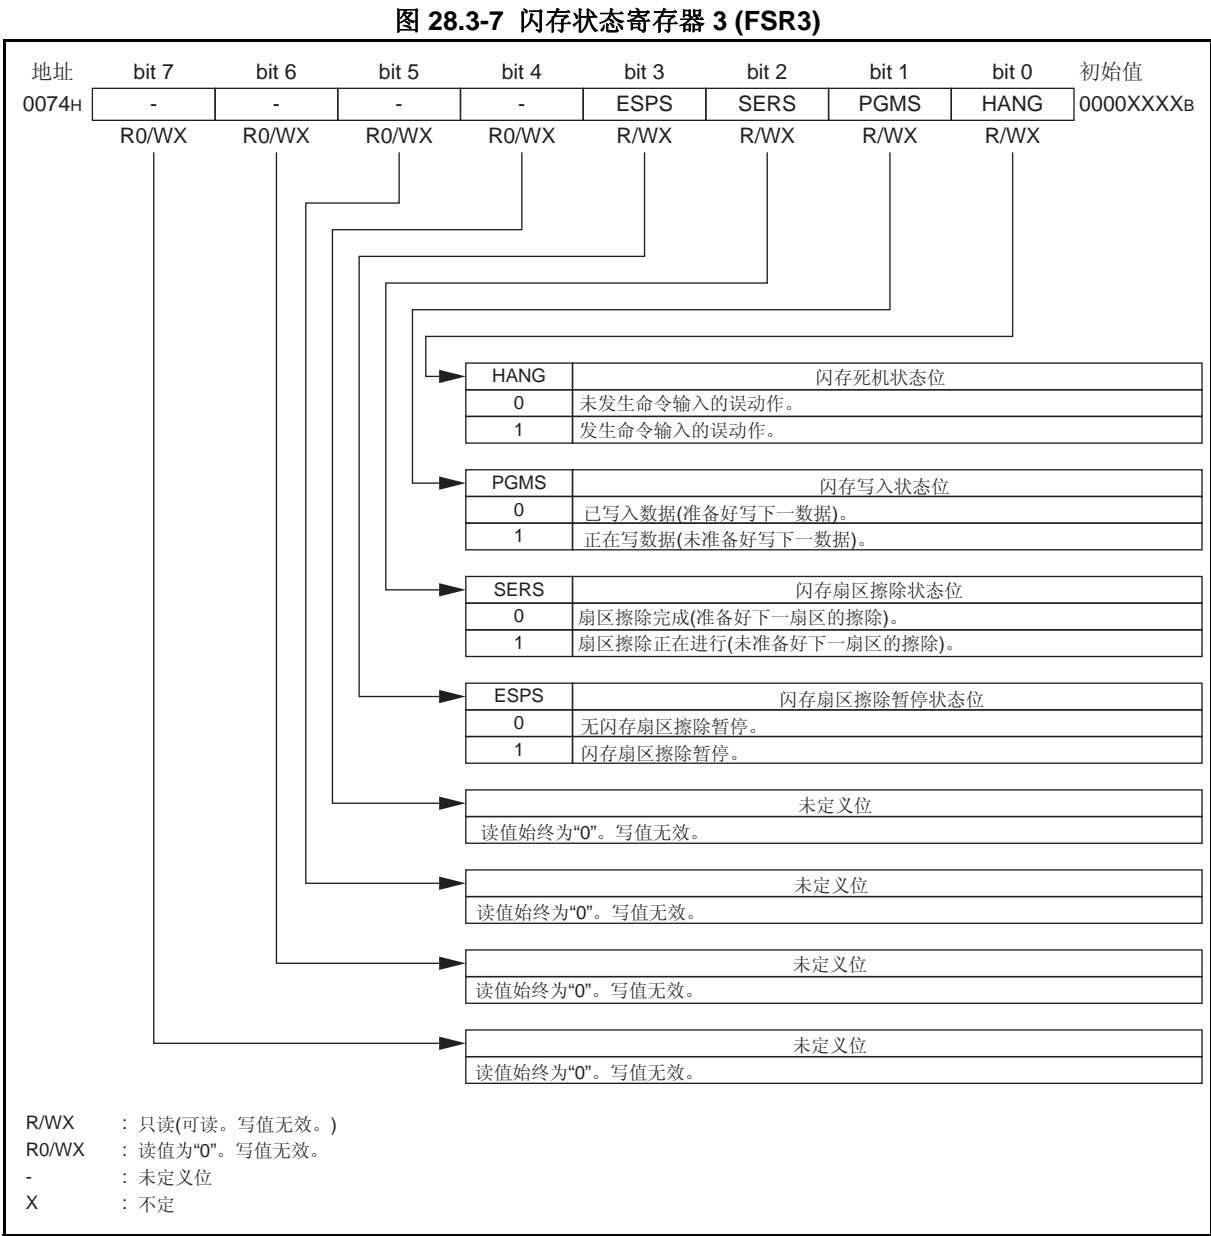 图 28.3-7 闪存状态寄存器 3 (FSR3)
地址 bit 7 bit 6 bit 5 bit 4 bit 3 bit 2 bit 1 bit 0 初始值
0074H - - - - ESPS SERS PGMS HANG 0000XXXXB
R0/WX R0/WX R0/WX R0/WX R/WX R/WX R/WX R/WX
HANG 闪存死机状态位
0 未发生命令输入的误动作。
1 发生命令输入的误动作。
PGMS 闪存写入状态位
0 已写入数据(准备好写下一数据)。
1 正在写数据(未准备好写下一数据)。
SERS 闪存扇区擦除状态位
0 扇区擦除完成(准备好下一扇区的擦除)。
1 扇区擦除正在进行(未准备好下一扇区的擦除)。
ESPS 闪存扇区擦除暂停状态位
0 无闪存扇区擦除暂停。
1 闪存扇区擦除暂停。
未定义位
读值始终为“0”。写值无效。
未定义位
读值始终为“0”。写值无效。
未定义位
读值始终为“0”。写值无效。
未定义位
读值始终为“0”。写值无效。
R/WX : 只读(可读。写值无效。)
R0/WX : 读值为“0”。写值无效。
- : 未定义位
X : 不定